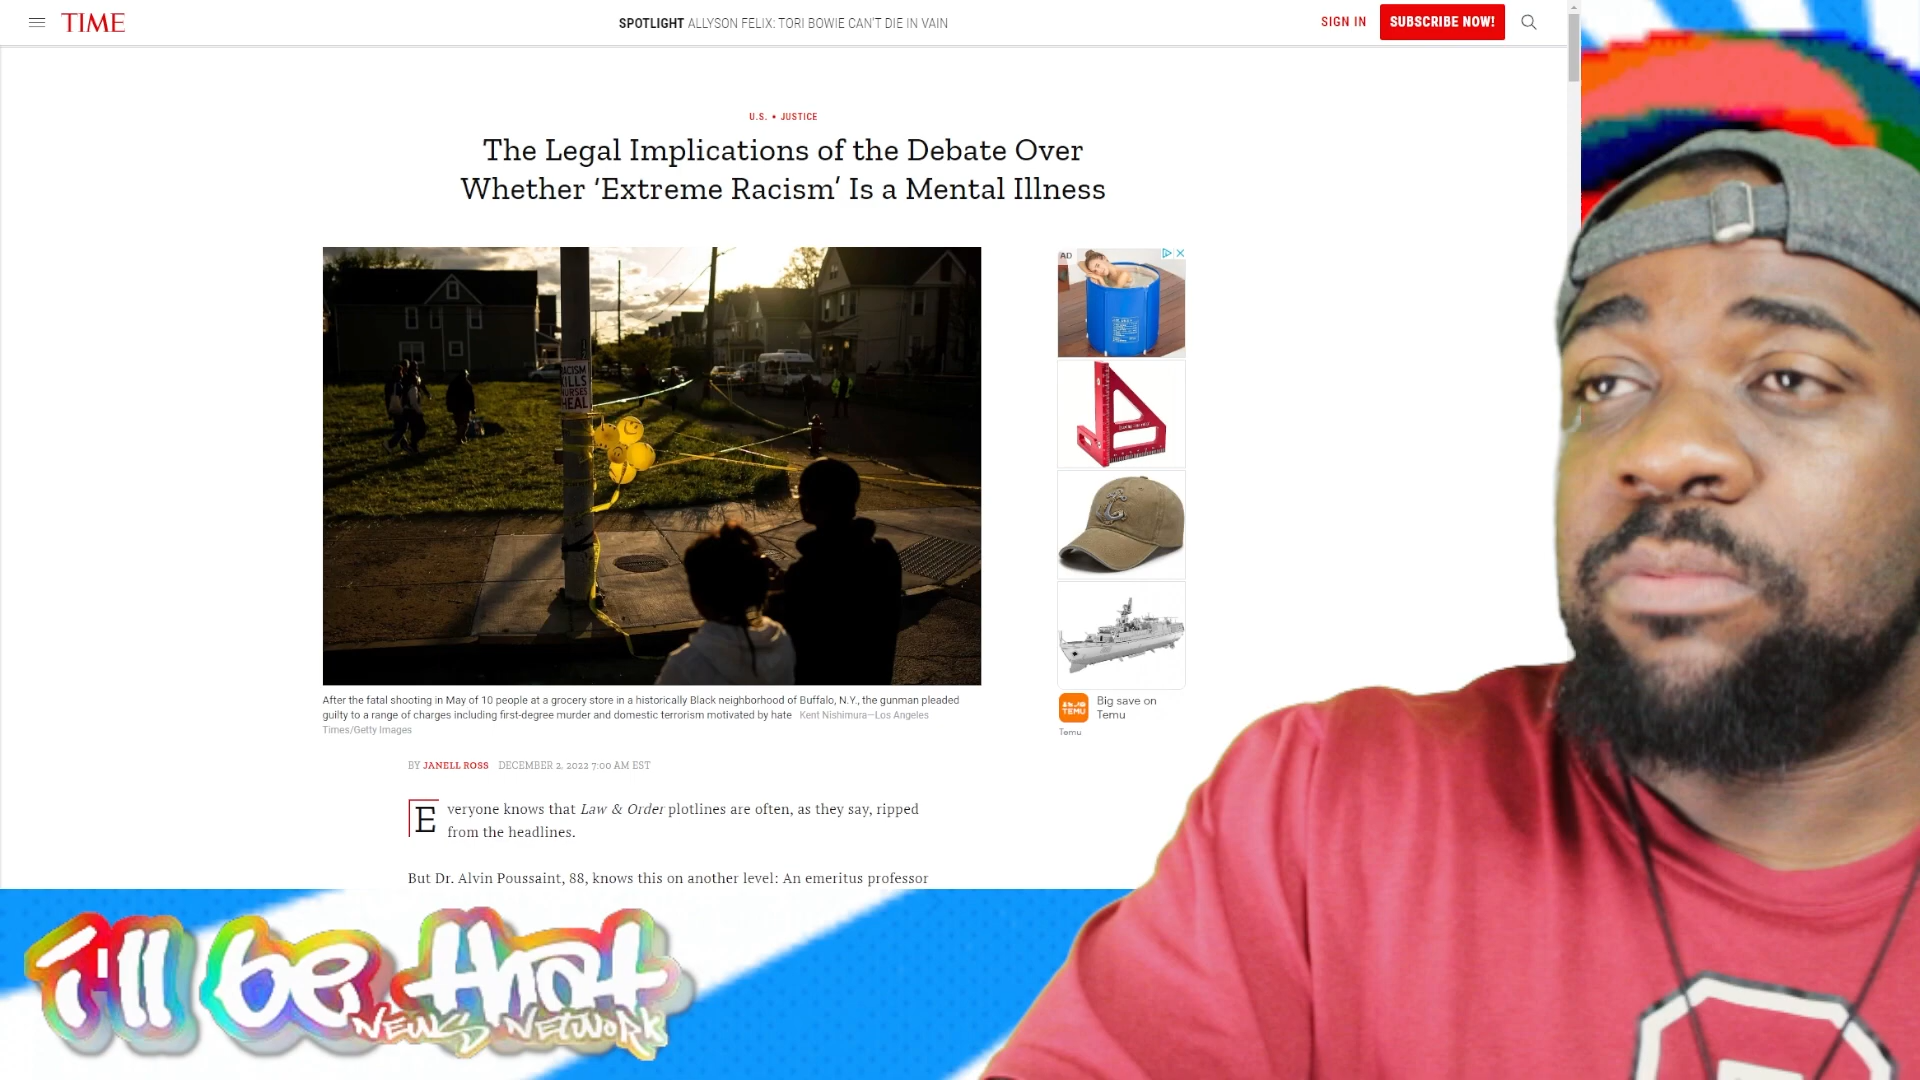 TIME
SPOTLIGHT ALLYSON FELIX: TORI BOWIE CAN'T DIE IN VAIN
SIGN IN
SUBSCRIBE NOW!
U.S. • JUSTICE
The Legal Implications of the Debate Over
Whether ‘Extreme Racism’ Is a Mental Illness
AD
RACISM
KILLS
NURSES
HEAL
After the fatal shooting in May of 10 people at a grocery store in a historically Black neighborhood of Buffalo, N.Y., the gunman pleaded
guilty to a range of charges including first-degree murder and domestic terrorism motivated by hate Kent Nishimura—Los Angeles
Times/Getty Images
TEMU
Big save on
Temu
Temu
BY JANELL ROSS DECEMBER 2, 2022 7:00 AM EST
Everyone knows that Law & Order plotlines are often, as they say, ripped
from the headlines.
But Dr. Alvin Poussaint, 88, knows this on another level: An emeritus professor
i'll be that
NEWS NETWORK